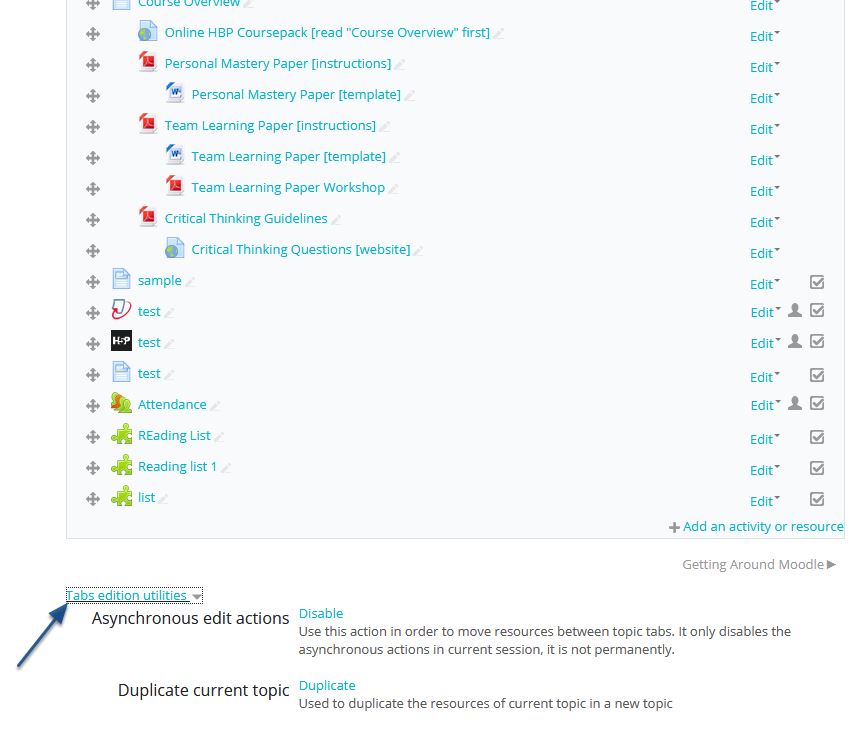 Course Overview Edit
Online HBP Coursepack [read "Course Overview" first] Edit
Personal Mastery Paper [instructions] Edit
Personal Mastery Paper [template] Edit
Team Learning Paper [instructions] Edit
Team Learning Paper [template] Edit
Team Learning Paper Workshop Edit
Critical Thinking Guidelines Edit
Critical Thinking Questions [website] Edit
sample Edit
test Edit
H5P test Edit
test Edit
Attendance Edit
REading List Edit
Reading list 1 Edit
list Edit
Add an activity or resource
Getting Around Moodle
Tabs edition utilities
Asynchronous edit actions Disable
Use this action in order to move resources between topic tabs. It only disables the
asynchronous actions in current session, it is not permanently.
Duplicate current topic Duplicate
Used to duplicate the resources of current topic in a new topic